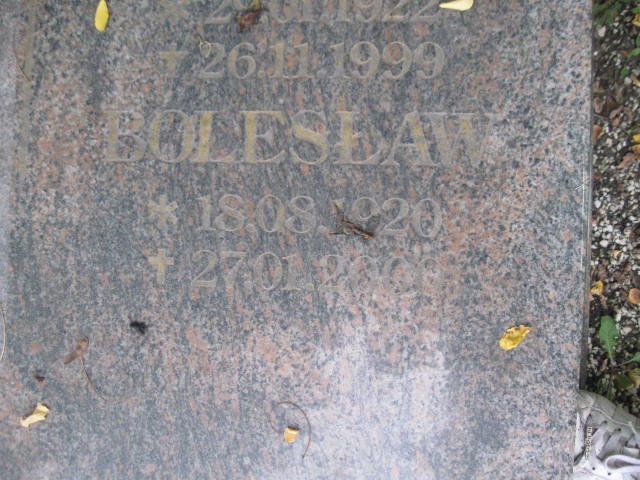 † 26.11.1999
BOLESŁAW
* 18.08.1920
† 27.01.